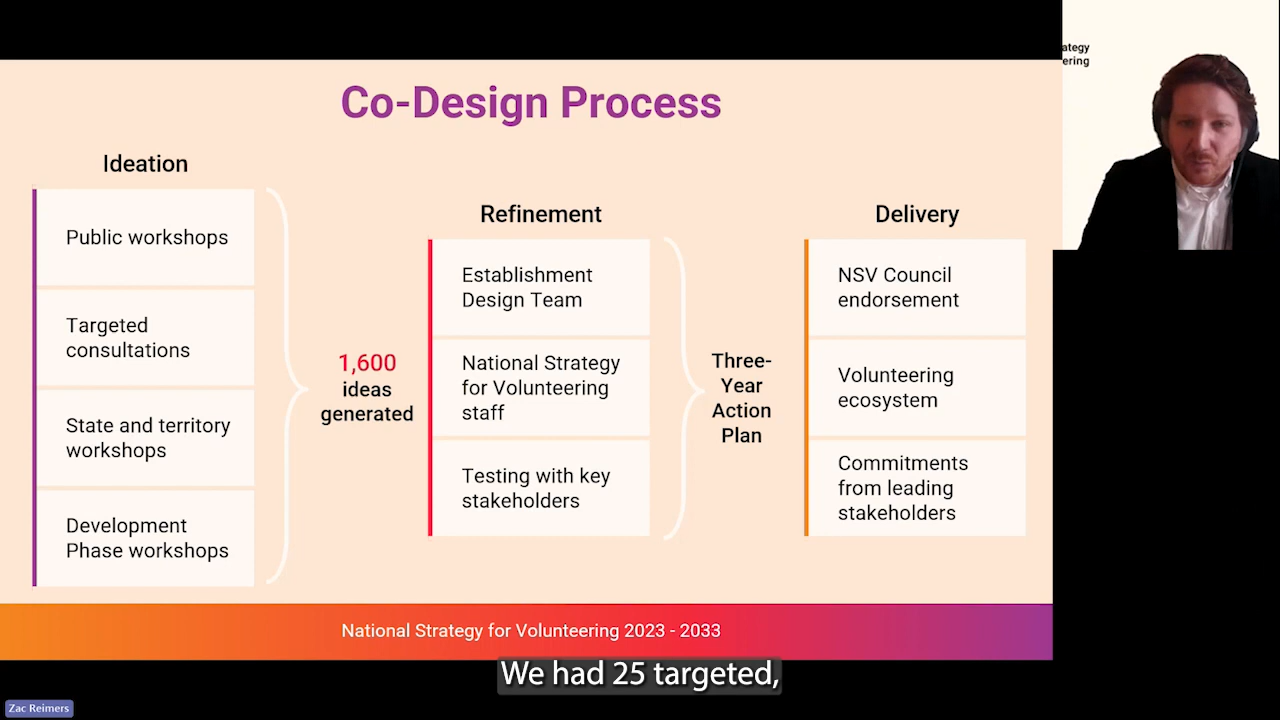 Co-Design Process
Ideation
Public workshops
Targeted
consultations
State and territory
workshops
Development
Phase workshops
1,600
ideas
generated
Refinement
Establishment
Design Team
National Strategy
for Volunteering
staff
Testing with key
stakeholders
Three-
Year
Action
Plan
Delivery
NSV Council
endorsement
Volunteering
ecosystem
Commitments
from leading
stakeholders
National Strategy for Volunteering 2023 - 2033
ategy
ering
We had 25 targeted,
Zac Reimers